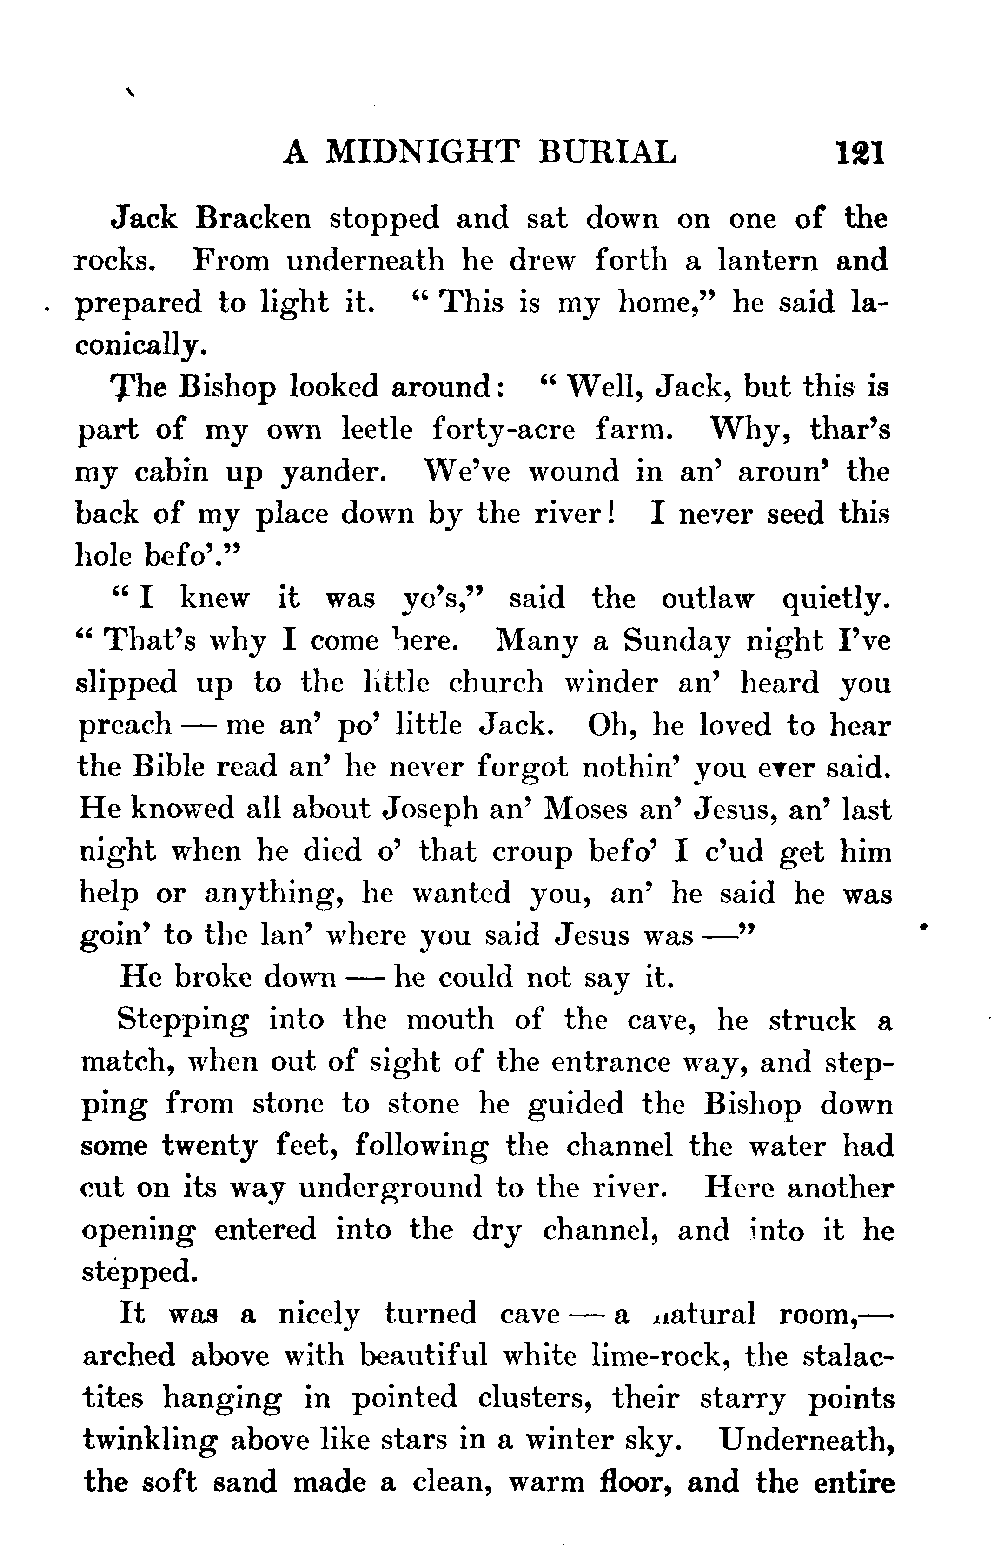 A MIDNIGHT BURIAL 121
Jack Bracken stopped and sat down on one of the
rocks. From underneath he drew forth a lantern and
prepared to light it. “ This is my home,” he said la-
conically.
The Bishop looked around: “ Well, Jack, but this is
part of my own leetle forty-acre farm. Why, thar’s
my cabin up yander. We’ve wound in an’ aroun’ the
back of my place down by the river! I never seed this
hole befo’.”
“ I knew it was yo’s,” said the outlaw quietly.
“ That’s why I come here. Many a Sunday night I’ve
slipped up to the little church winder an’ heard you
preach — me an’ po’ little Jack. Oh, he loved to hear
the Bible read an’ he never forgot nothin’ you ever said.
He knowed all about Joseph an’ Moses an’ Jesus, an’ last
night when he died o’ that croup befo’ I c’ud get him
help or anything, he wanted you, an’ he said he was
goin’ to the lan’ where you said Jesus was —”
He broke down — he could not say it.
Stepping into the mouth of the cave, he struck a
match, when out of sight of the entrance way, and step-
ping from stone to stone he guided the Bishop down
some twenty feet, following the channel the water had
cut on its way underground to the river. Here another
opening entered into the dry channel, and into it he
stepped.
It was a nicely turned cave — a natural room,—
arched above with beautiful white lime-rock, the stalac-
tites hanging in pointed clusters, their starry points
twinkling above like stars in a winter sky. Underneath,
the soft sand made a clean, warm floor, and the entire